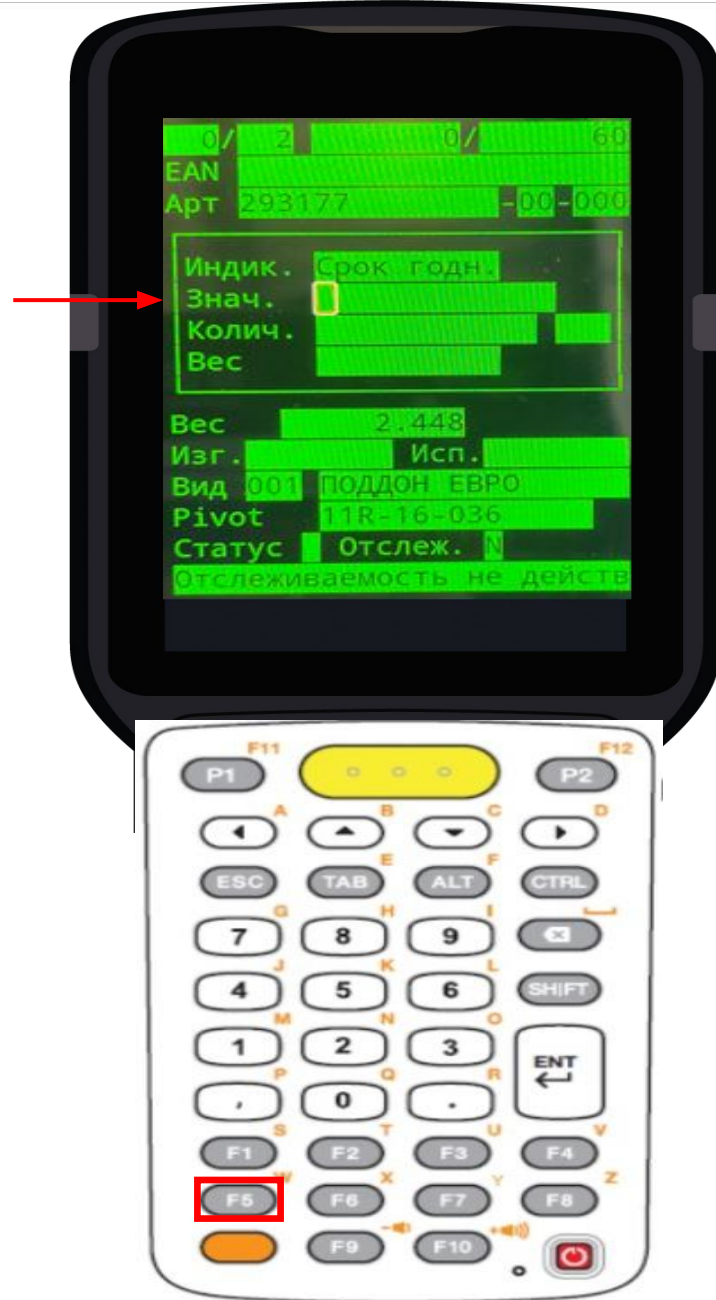 0/ 2 0/ 60
EAN
Арт 293177 -00-000
Индик. Срок годн.
Знач.
Колич.
Вес
Вес 2.448
Изг. Исп.
Вид 001 ПОДДОН ЕВРО
Pivot 11R-16-036
Статус Отслеж. N
Отслеживаемость не действ
F11 F12
P1 P2
A B C D
E F
ESC TAB ALT CTRL
G H I
7 8 9
J K L
4 5 6 SHIFT
M N O
1 2 3 ENT
P Q R
, 0 .
S T U V
F1 F2 F3 F4
W X Y Z
F5 F6 F7 F8
- +
F9 F10